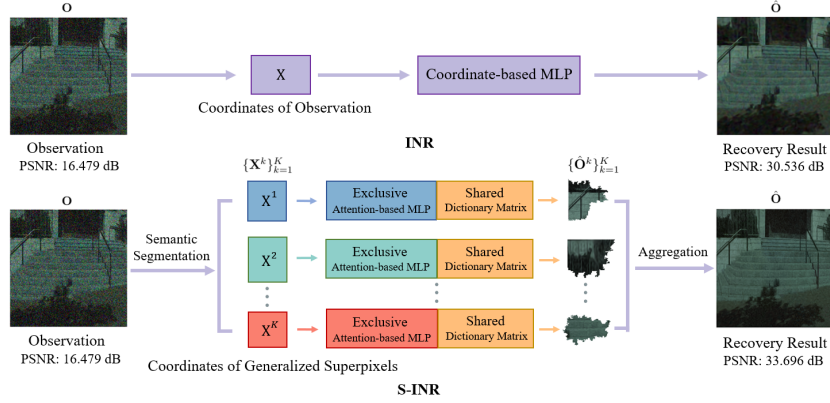 O
Ô
X
Coordinate-based MLP
Coordinates of Observation
Observation
PSNR: 16.479 dB
INR
Recovery Result
PSNR: 30.536 dB
{X^k}_{k=1}^K
{Ô^k}_{k=1}^K
O
Ô
Semantic
Segmentation
X^1
Exclusive
Attention-based MLP
Shared
Dictionary Matrix
X^2
Exclusive
Attention-based MLP
Shared
Dictionary Matrix
Aggregation
X^K
Exclusive
Attention-based MLP
Shared
Dictionary Matrix
Observation
PSNR: 16.479 dB
Coordinates of Generalized Superpixels
Recovery Result
PSNR: 33.696 dB
S-INR